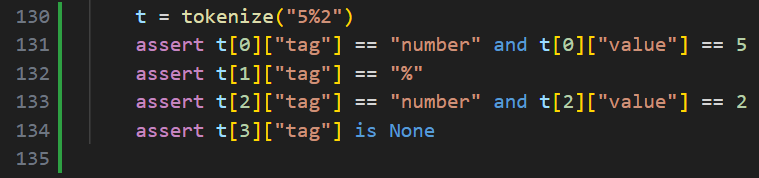 130 t = tokenize("5%2")
131 assert t[0]["tag"] == "number" and t[0]["value"] == 5
132 assert t[1]["tag"] == "%"
133 assert t[2]["tag"] == "number" and t[2]["value"] == 2
134 assert t[3]["tag"] is None
135